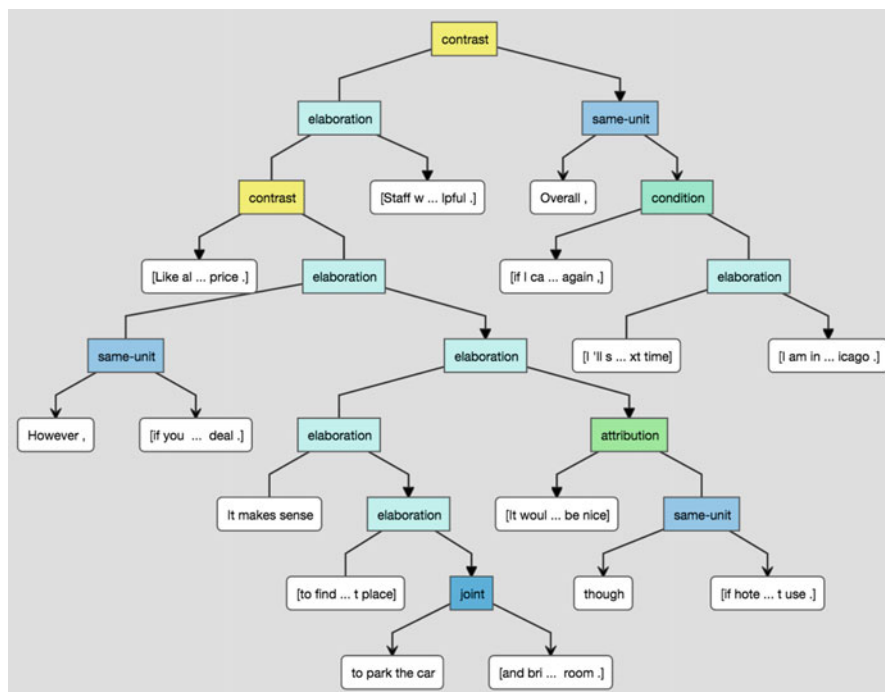 contrast
elaboration
same-unit
contrast
[Staff w ... lpful .]
Overall ,
condition
[Like al ... price .]
elaboration
[if I ca ... again ,]
elaboration
same-unit
elaboration
[I 'll s ... xt time]
[I am in ... icago .]
However ,
[if you ... deal .]
elaboration
attribution
It makes sense
elaboration
[It woul ... be nice]
same-unit
[to find ... t place]
joint
though
[if hote ... t use .]
to park the car
[and bri ... room .]